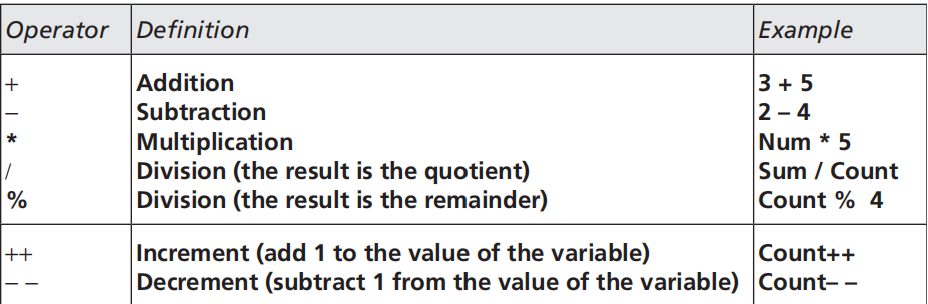 Operator Definition Example
+ Addition 3 + 5
– Subtraction 2 – 4
* Multiplication Num * 5
/ Division (the result is the quotient) Sum / Count
% Division (the result is the remainder) Count % 4
++ Increment (add 1 to the value of the variable) Count++
– – Decrement (subtract 1 from the value of the variable) Count– –